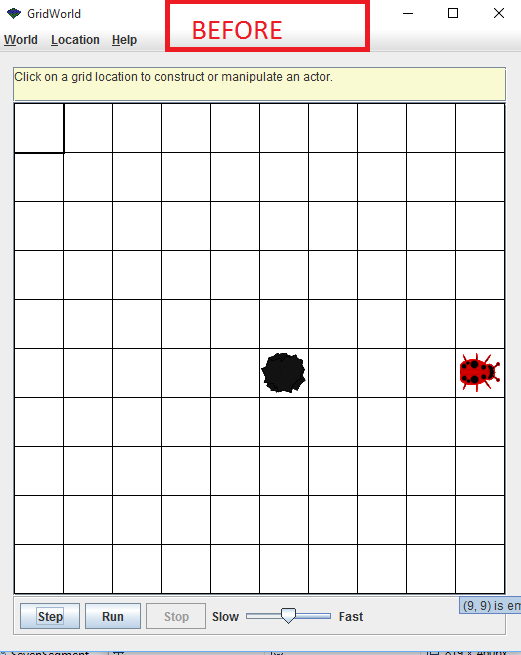 GridWorld
BEFORE
World Location Help
Click on a grid location to construct or manipulate an actor.
(9, 9) is em
Step Run Stop Slow Fast